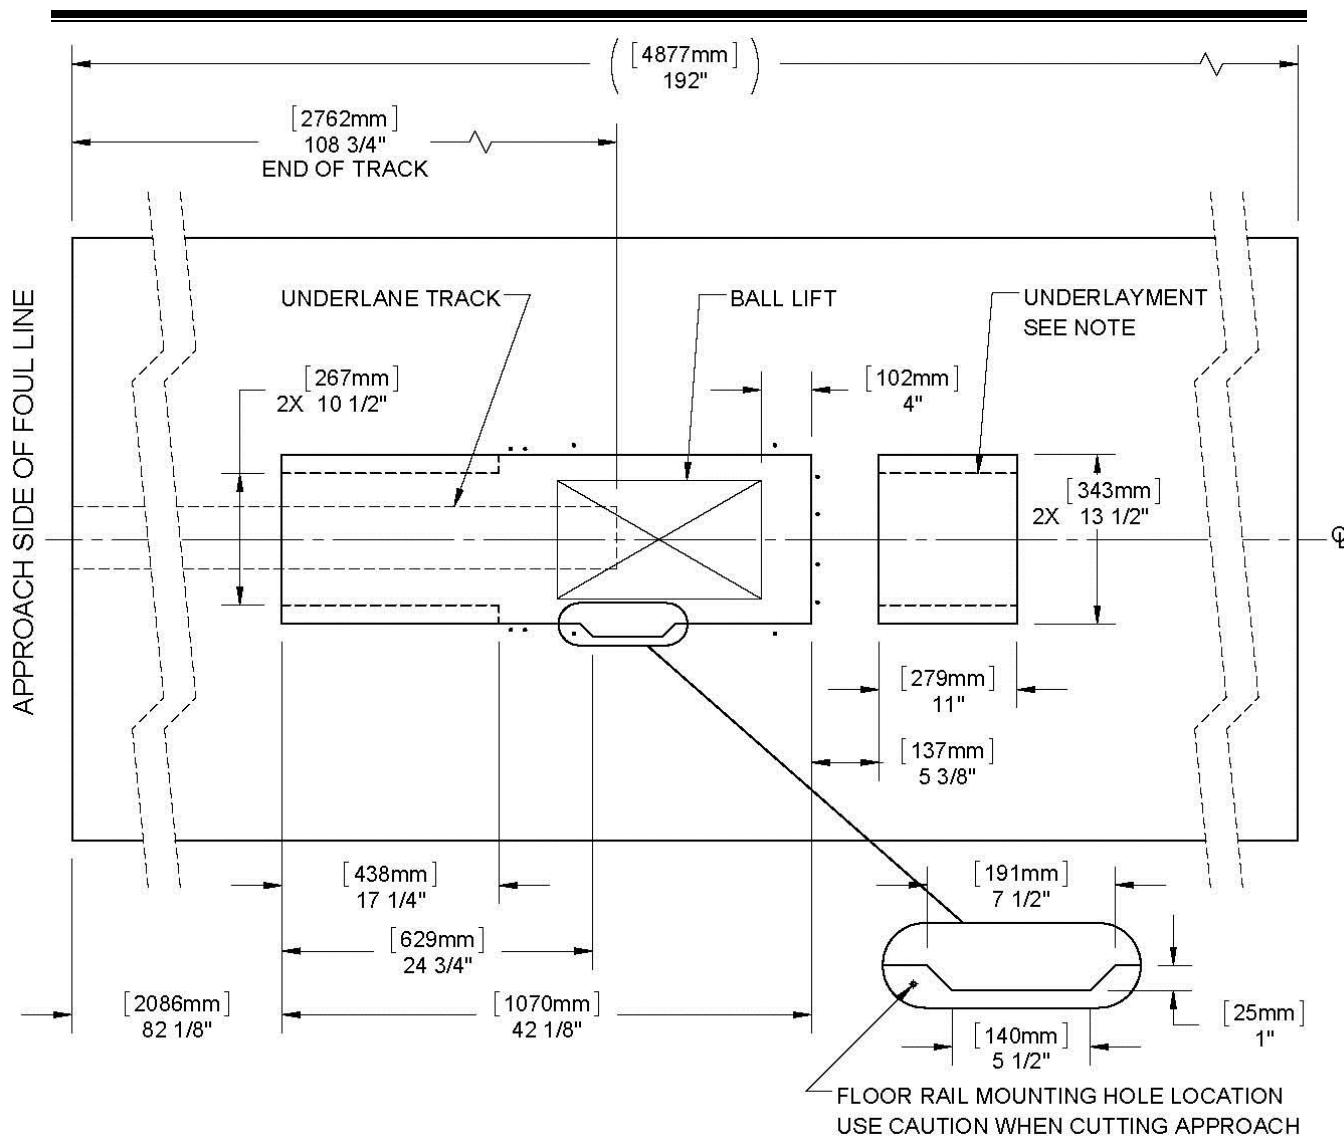 [4877mm]
192"
[2762mm]
108 3/4"
END OF TRACK
UNDERLANE TRACK
BALL LIFT
UNDERLAYMENT
SEE NOTE
APPROACH SIDE OF FOUL LINE
[267mm]
2X 10 1/2"
[102mm]
4"
[343mm]
2X 13 1/2"
℄
[279mm]
11"
[137mm]
5 3/8"
[438mm]
17 1/4"
[191mm]
7 1/2"
[629mm]
24 3/4"
[2086mm]
82 1/8"
[1070mm]
42 1/8"
[25mm]
1"
[140mm]
5 1/2"
FLOOR RAIL MOUNTING HOLE LOCATION
USE CAUTION WHEN CUTTING APPROACH